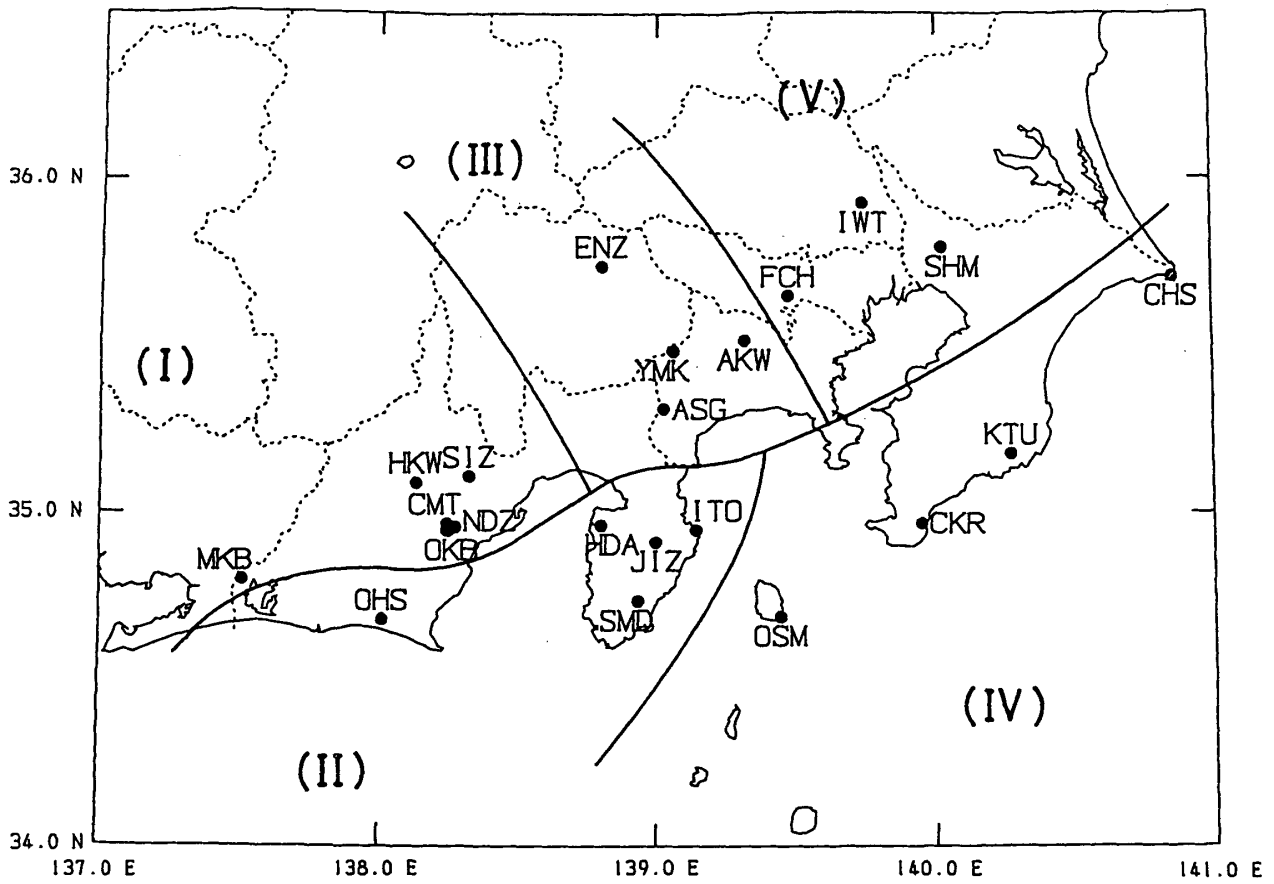 (V)
(III)
36.0 N
IWT
ENZ
SHM
FCH
CHS
(I)
YMK
AKW
ASG
KTU
HKW
SIZ
35.0 N
CMT
NDZ
ITO
CKR
OKB
HDA
JIZ
MKB
OHS
SMD
OSM
(IV)
(II)
34.0 N
137.0 E
138.0 E
139.0 E
140.0 E
141.0 E